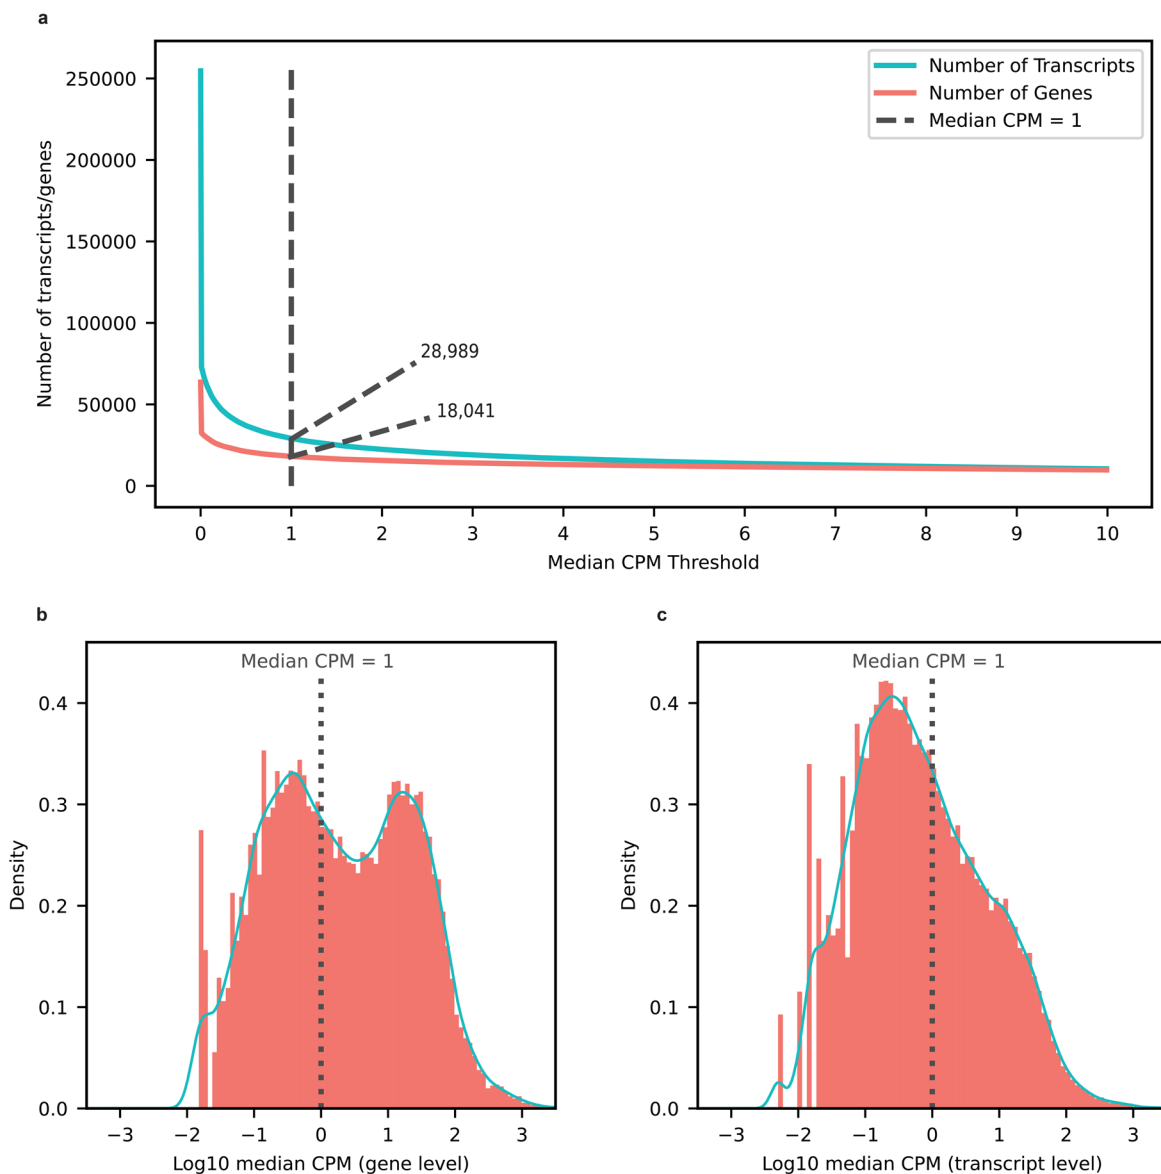 a
Number of transcripts/genes
250000
200000
150000
100000
50000
0
Number of Transcripts
Number of Genes
Median CPM = 1
28,989
18,041
0 1 2 3 4 5 6 7 8 9 10
Median CPM Threshold
b
Median CPM = 1
Density
0.4
0.3
0.2
0.1
0.0
−3 −2 −1 0 1 2 3
Log10 median CPM (gene level)
c
Median CPM = 1
Density
0.4
0.3
0.2
0.1
0.0
−3 −2 −1 0 1 2 3
Log10 median CPM (transcript level)